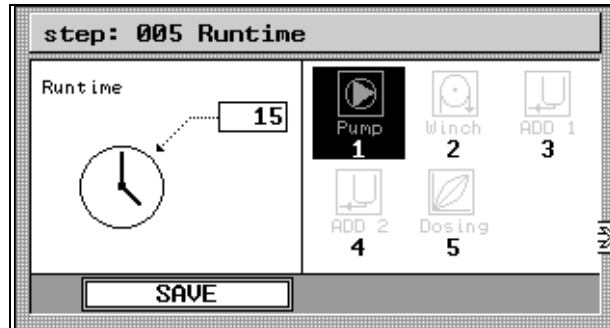 step: 005 Runtime
Runtime
15
Pump Winch ADD 1
1 2 3
ADD 2 Dosing
4 5
SAVE